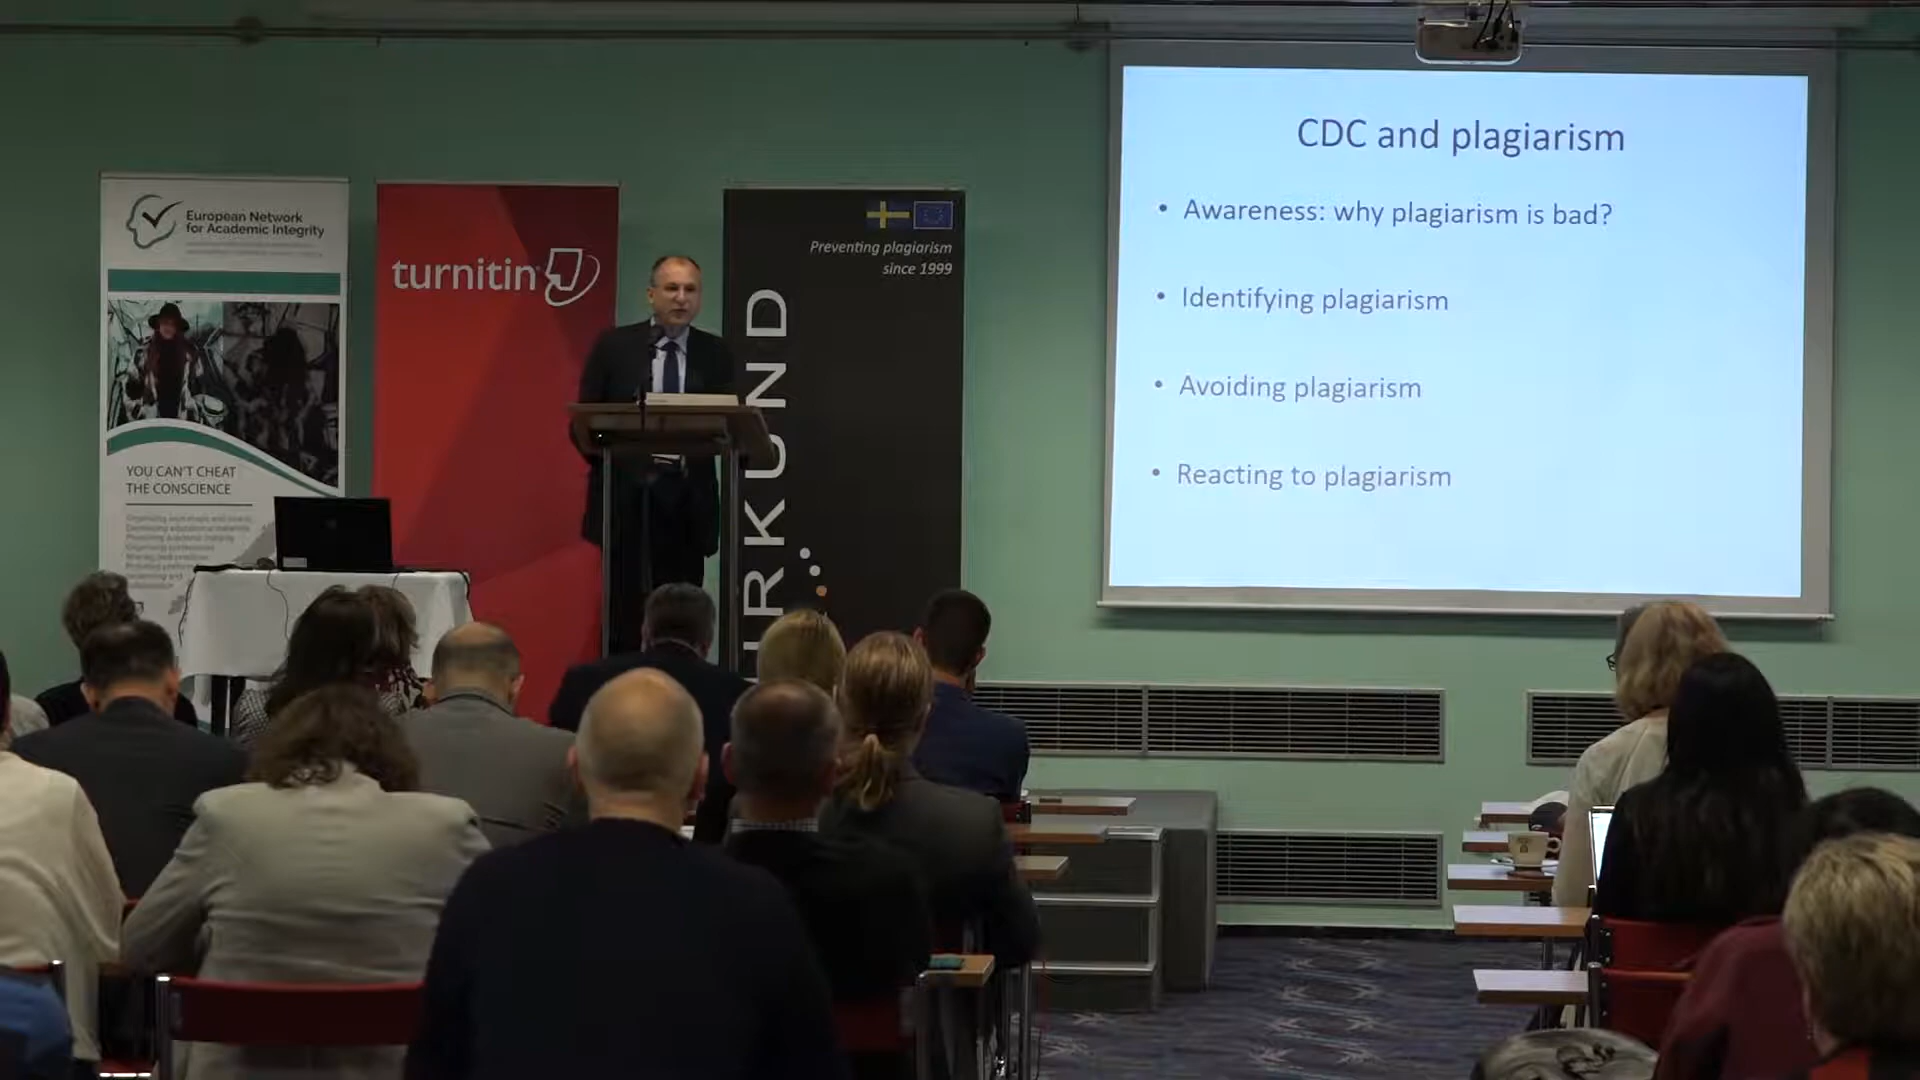 European Network
for Academic Integrity
YOU CAN'T CHEAT
THE CONSCIENCE
turnitin
Preventing plagiarism
since 1999
URKUND
CDC and plagiarism
• Awareness: why plagiarism is bad?
• Identifying plagiarism
• Avoiding plagiarism
• Reacting to plagiarism